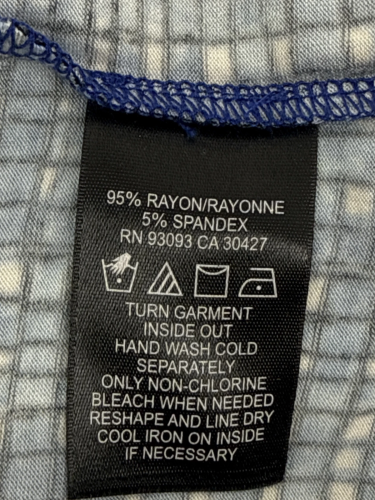 95% RAYON/RAYONNE
5% SPANDEX
RN 93093 CA 30427
TURN GARMENT
INSIDE OUT
HAND WASH COLD
SEPARATELY
ONLY NON-CHLORINE
BLEACH WHEN NEEDED
RESHAPE AND LINE DRY
COOL IRON ON INSIDE
IF NECESSARY